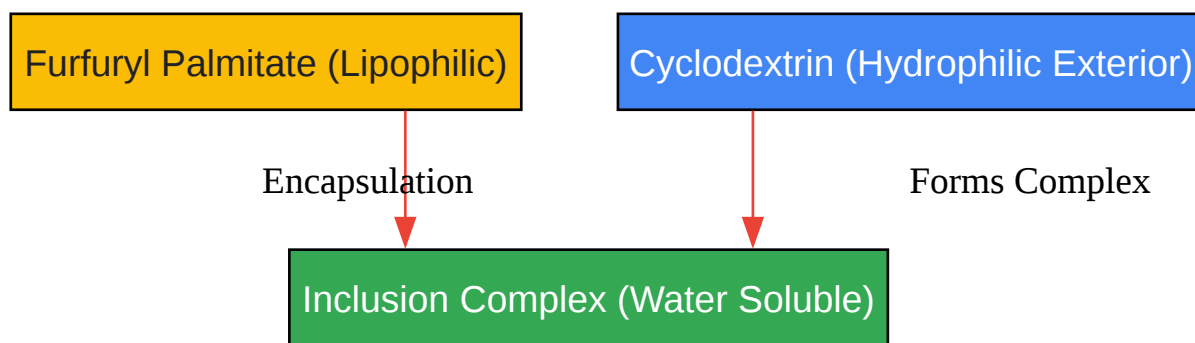 Furfuryl Palmitate (Lipophilic)
Cyclodextrin (Hydrophilic Exterior)
Encapsulation
Forms Complex
Inclusion Complex (Water Soluble)